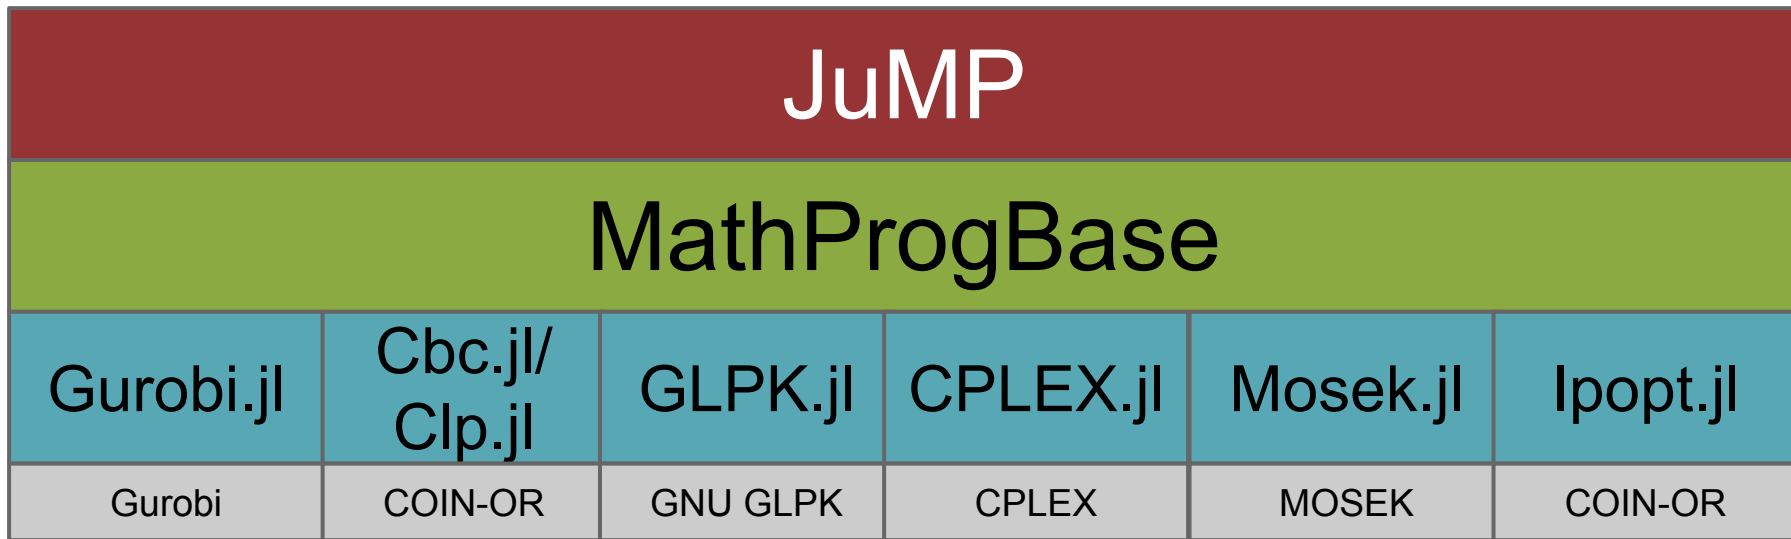 JuMP
MathProgBase
Gurobi.jl
Cbc.jl/
Clp.jl
GLPK.jl
CPLEX.jl
Mosek.jl
Ipopt.jl
Gurobi
COIN-OR
GNU GLPK
CPLEX
MOSEK
COIN-OR